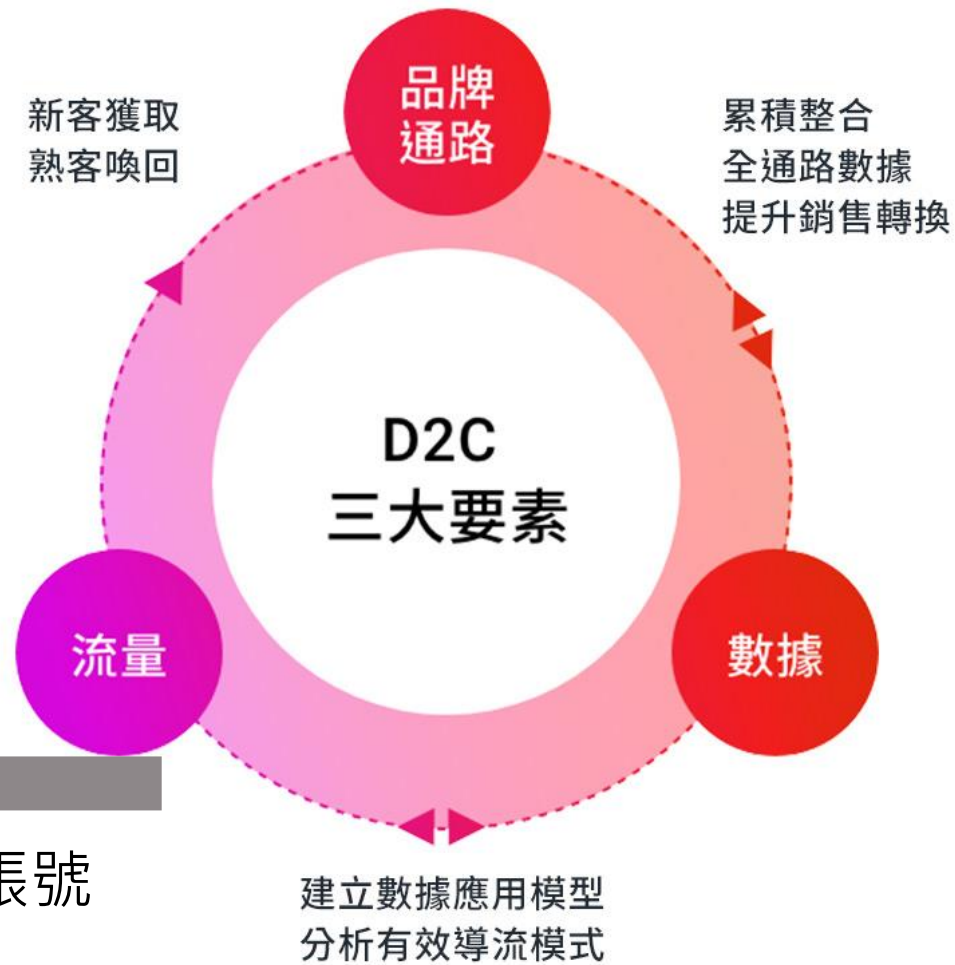 品牌
通路
新客獲取
熟客喚回
累積整合
全通路數據
提升銷售轉換
D2C
三大要素
流量
數據
帳號
建立數據應用模型
分析有效導流模式